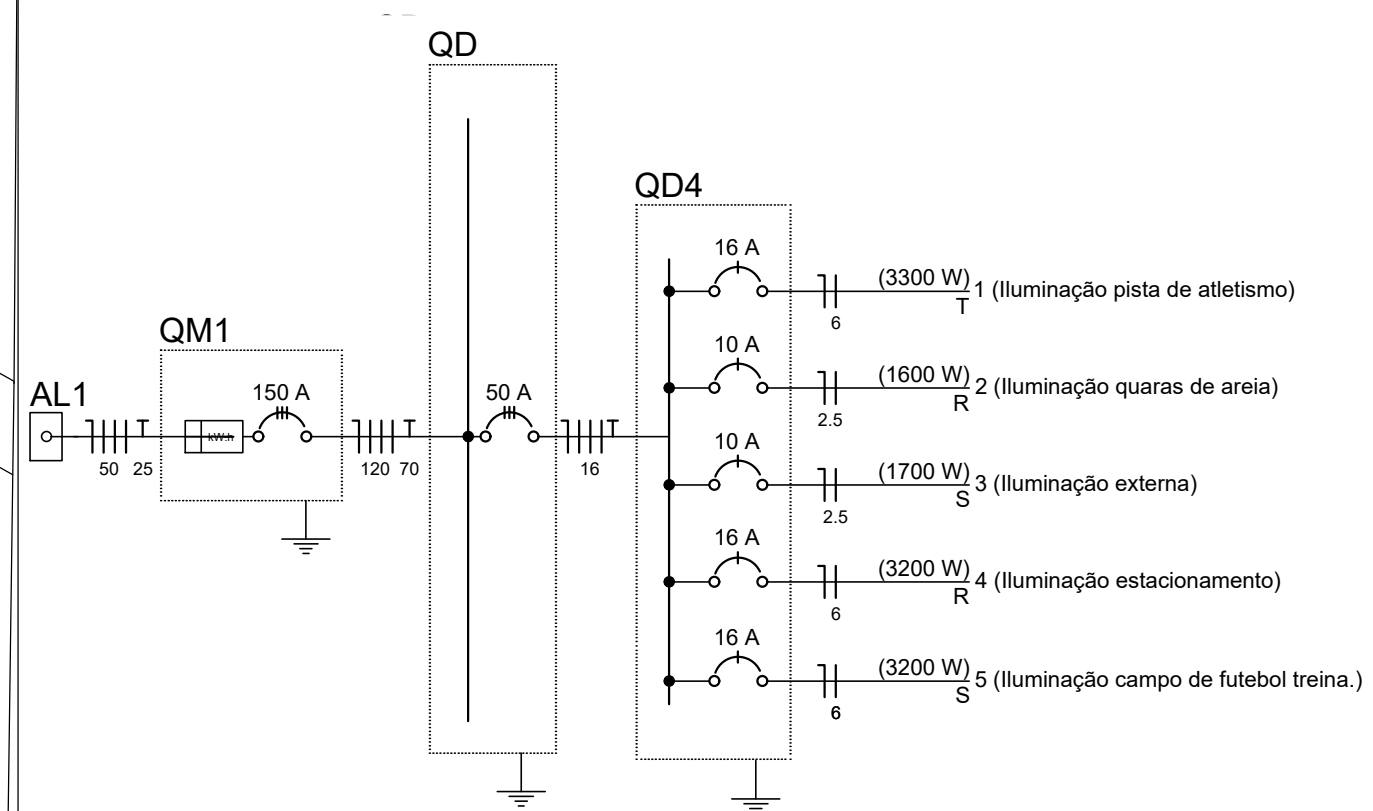 QD
QD4
16 A
(3300 W)
1 (Iluminação pista de atletismo)
T
6
QM1
10 A
(1600 W)
2 (Iluminação quaras de areia)
R
2.5
AL1
150 A
50 A
kW.h
50 25
120 70
16
10 A
(1700 W)
3 (Iluminação externa)
S
2.5
16 A
(3200 W)
4 (Iluminação estacionamento)
R
6
16 A
(3200 W)
5 (Iluminação campo de futebol treina.)
S
6